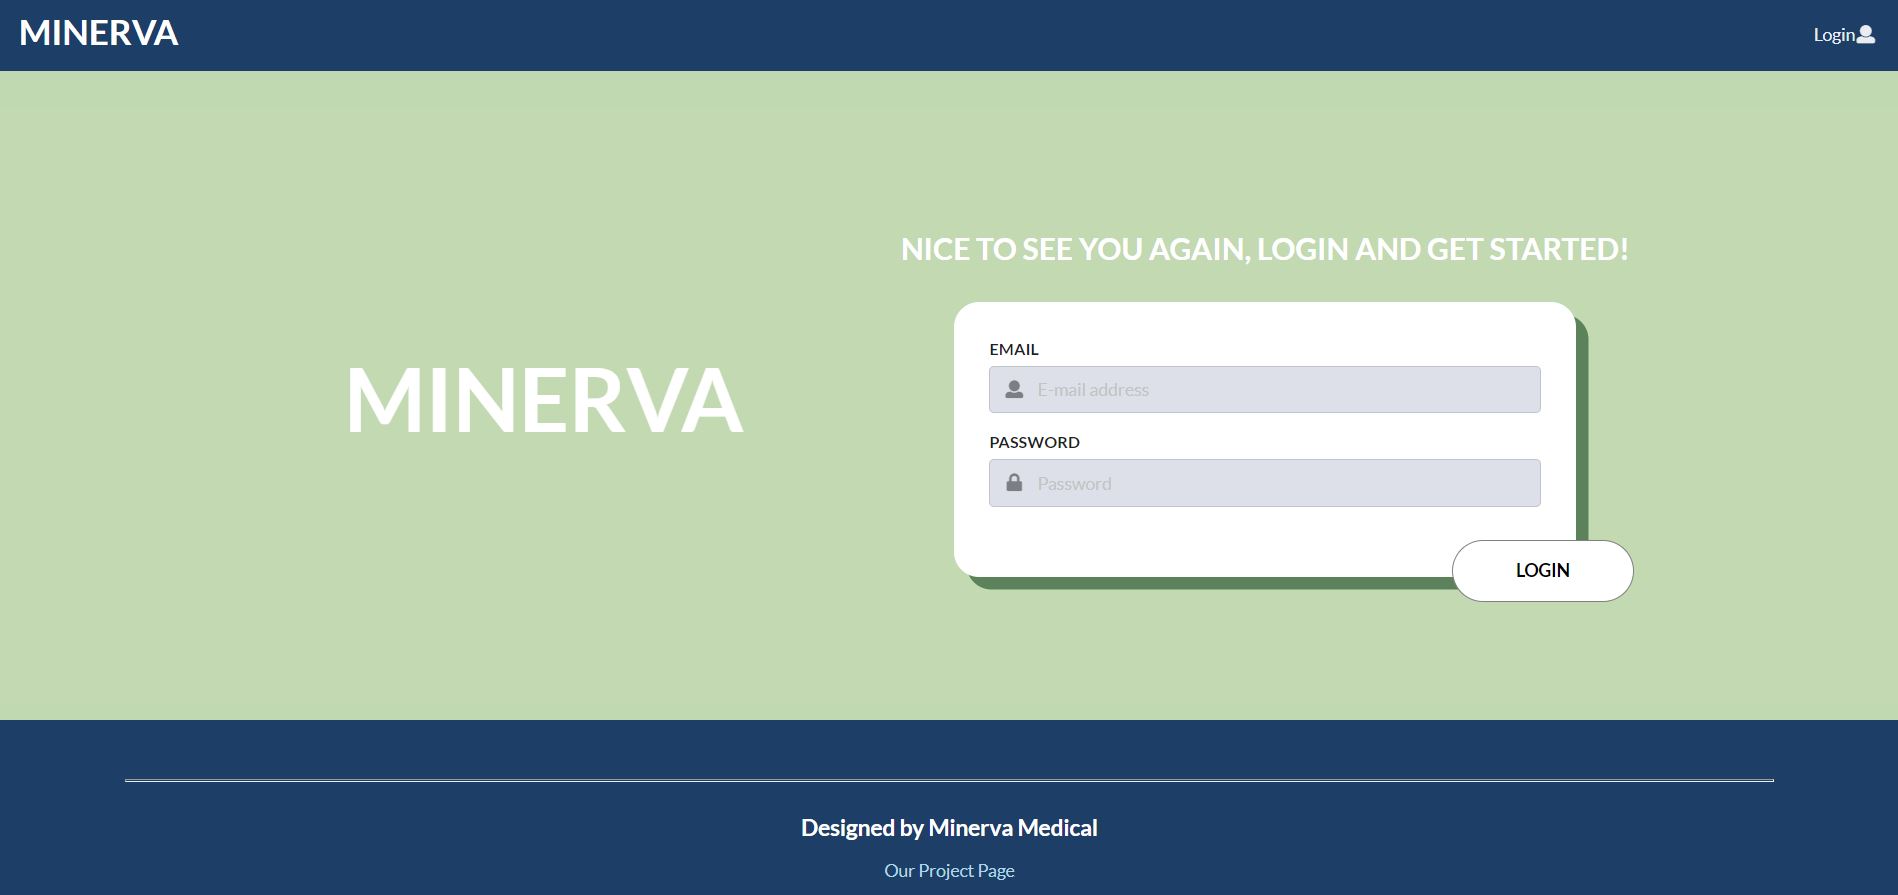 MINERVA
Login
NICE TO SEE YOU AGAIN, LOGIN AND GET STARTED!
MINERVA
EMAIL
E-mail address
PASSWORD
Password
LOGIN
Designed by Minerva Medical
Our Project Page